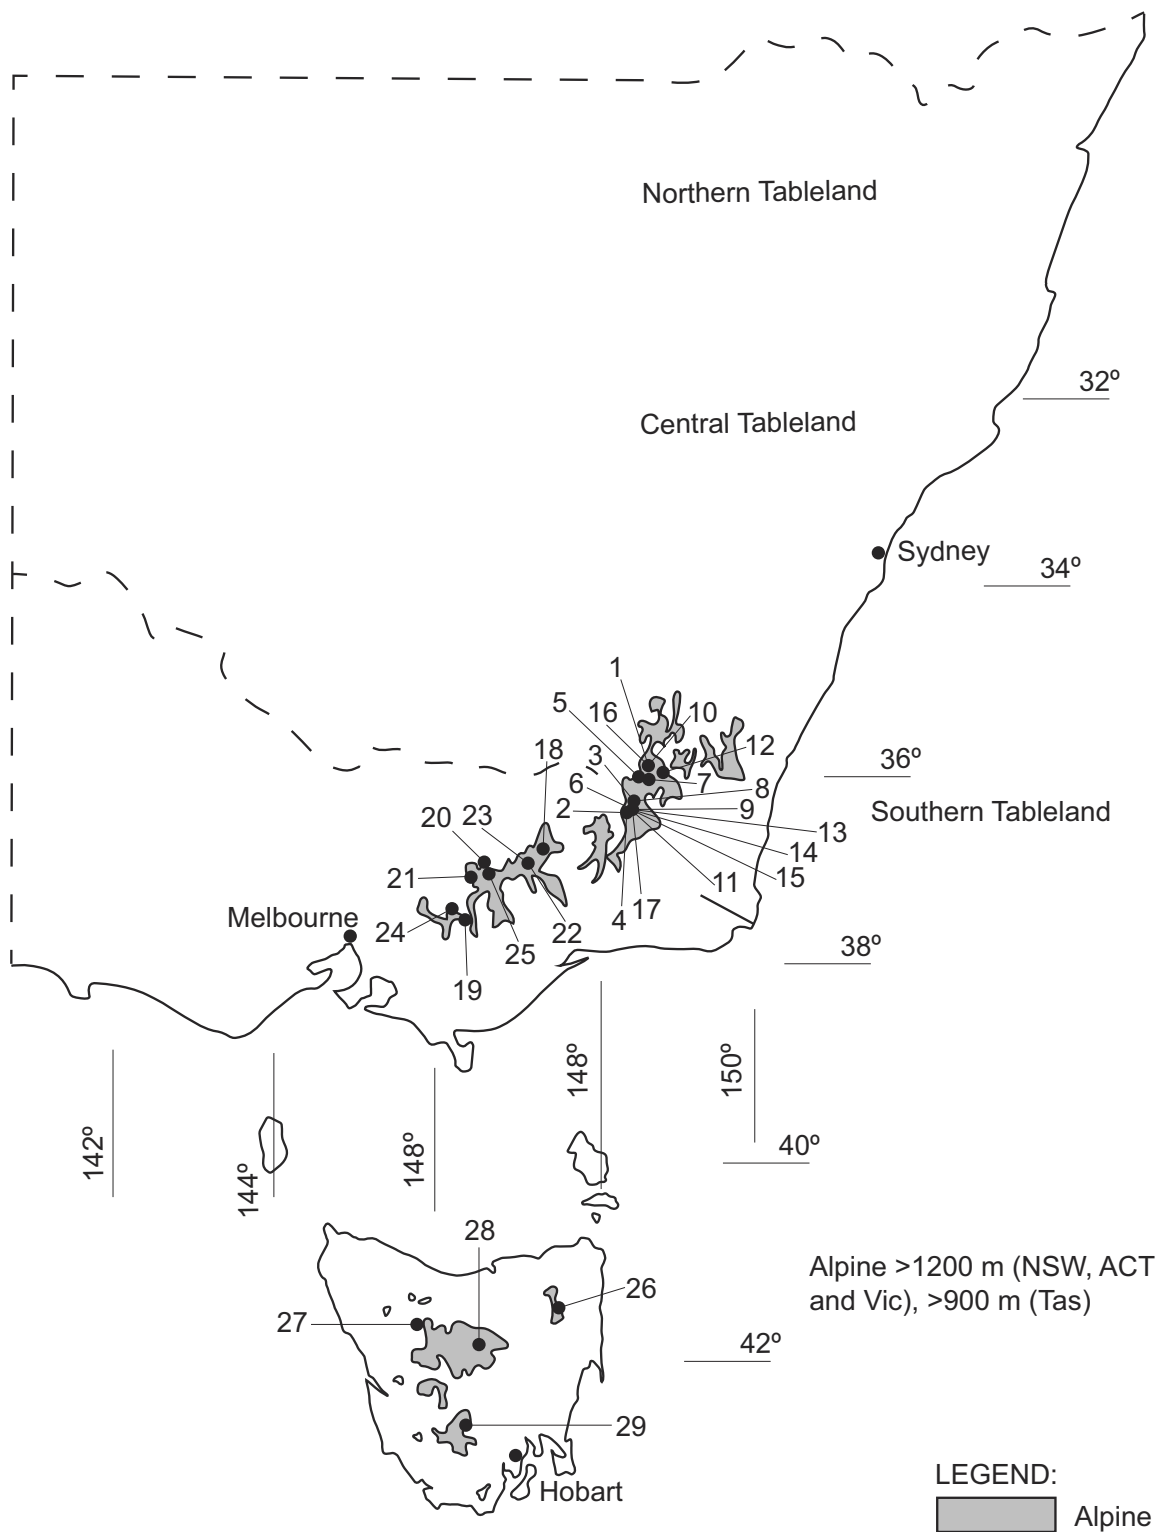 Northern Tableland
32º
Central Tableland
Sydney
34º
1
5
16
10
18
3
12
36º
6
7
8
2
9
Southern Tableland
20
23
13
14
21
11
15
4
17
Melbourne
24
22
25
38º
19
148º
150º
142º
144º
148º
40º
28
Alpine >1200 m (NSW, ACT
and Vic), >900 m (Tas)
26
27
42º
29
LEGEND:
Hobart
Alpine